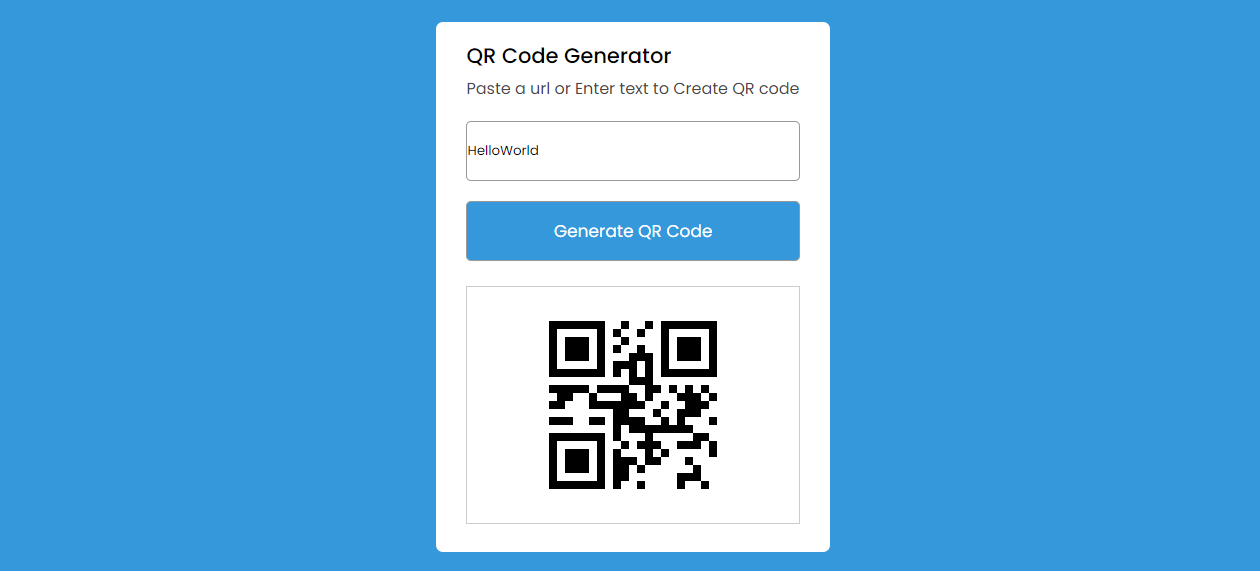 QR Code Generator
Paste a url or Enter text to Create QR code
HelloWorld
Generate QR Code